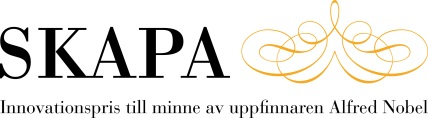 SKAPA
Innovationspris till minne av uppfinnaren Alfred Nobel